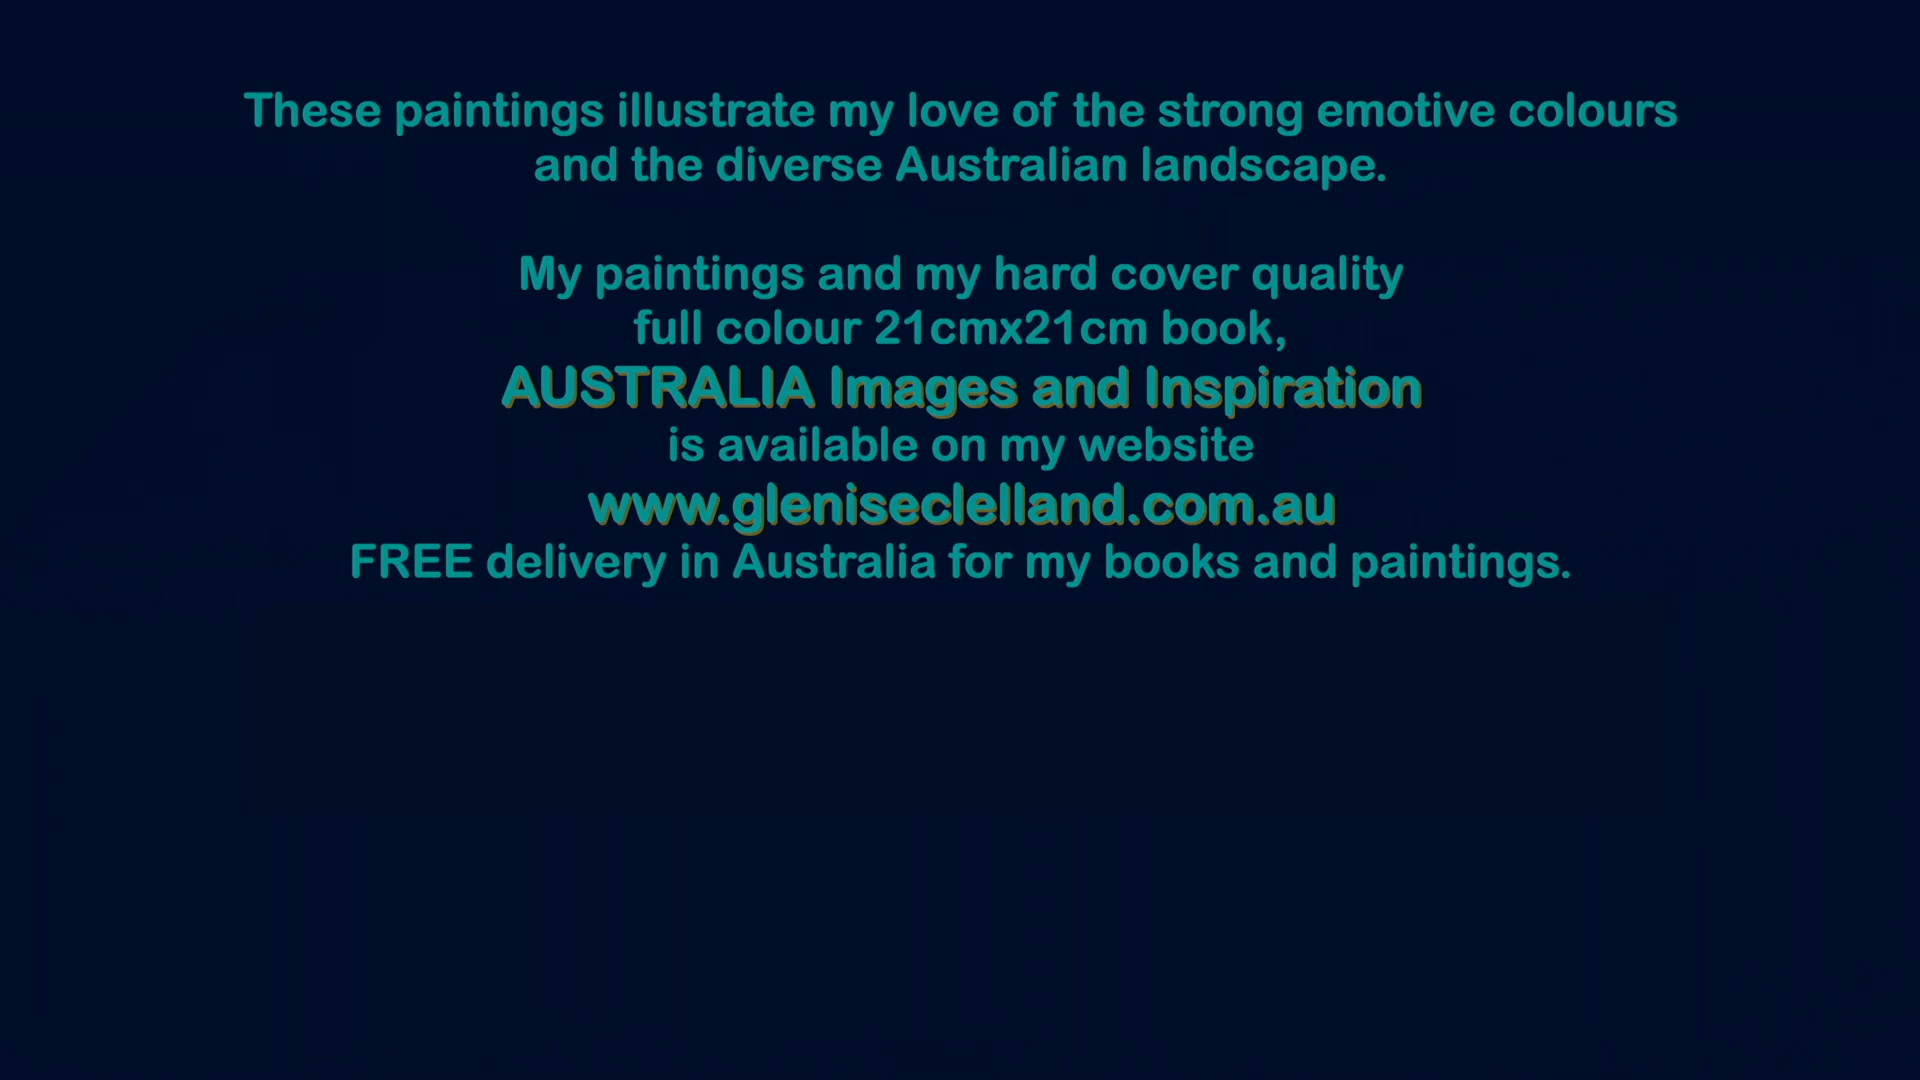 These paintings illustrate my love of the strong emotive colours
and the diverse Australian landscape.
My paintings and my hard cover quality
full colour 21cmx21cm book,
AUSTRALIA Images and Inspiration
is available on my website
www.gleniseclelland.com.au
FREE delivery in Australia for my books and paintings.